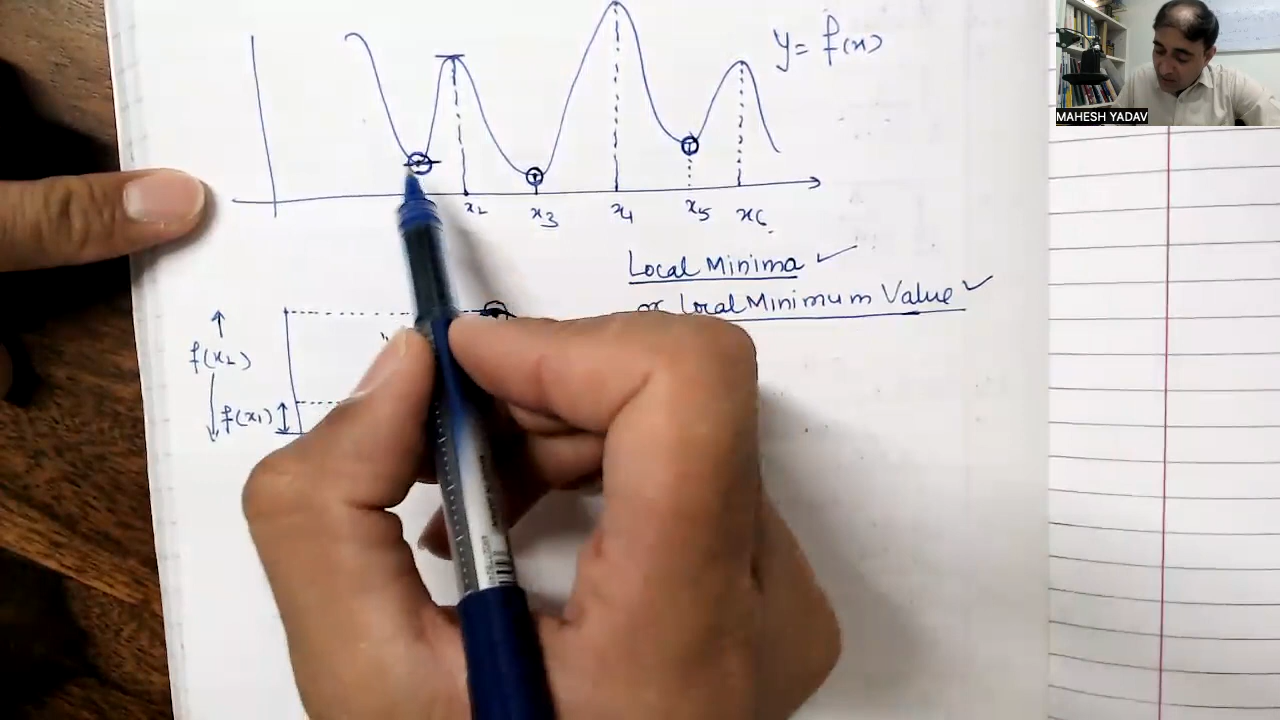 y = f(x)
MAHESH YADAV
x2 x3 x4 x5 x6
Local Minima ✓
or Local Minimum Value ✓
f(x2)
f(x1)